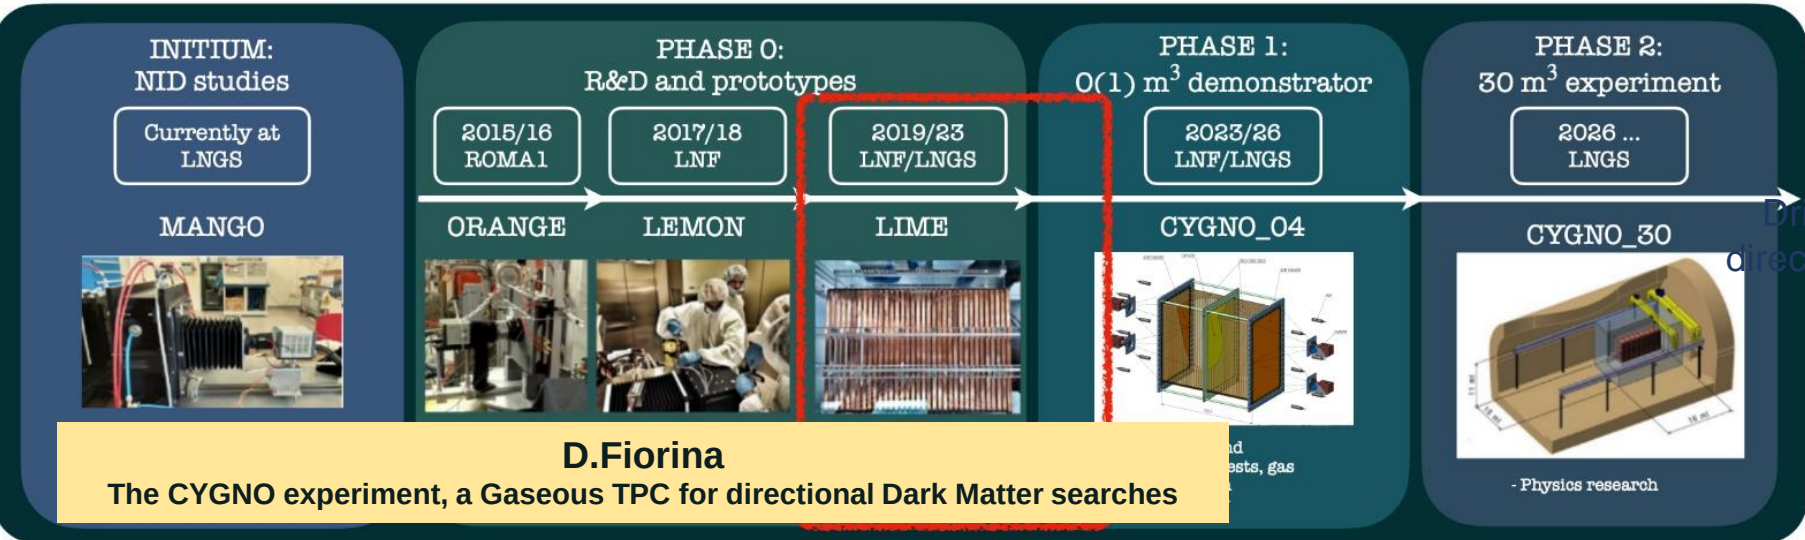 INITIUM:
NID studies
Currently at
LNGS
MANGO
PHASE 0:
R&D and prototypes
2015/16
ROMA1
ORANGE
2017/18
LNF
LEMON
2019/23
LNF/LNGS
LIME
PHASE 1:
O(1) m³ demonstrator
2023/26
LNF/LNGS
CYGNO_04
PHASE 2:
30 m³ experiment
2026 ...
LNGS
CYGNO_30
16 m
- Physics research
gas
D.Fiorina
The CYGNO experiment, a Gaseous TPC for directional Dark Matter searches